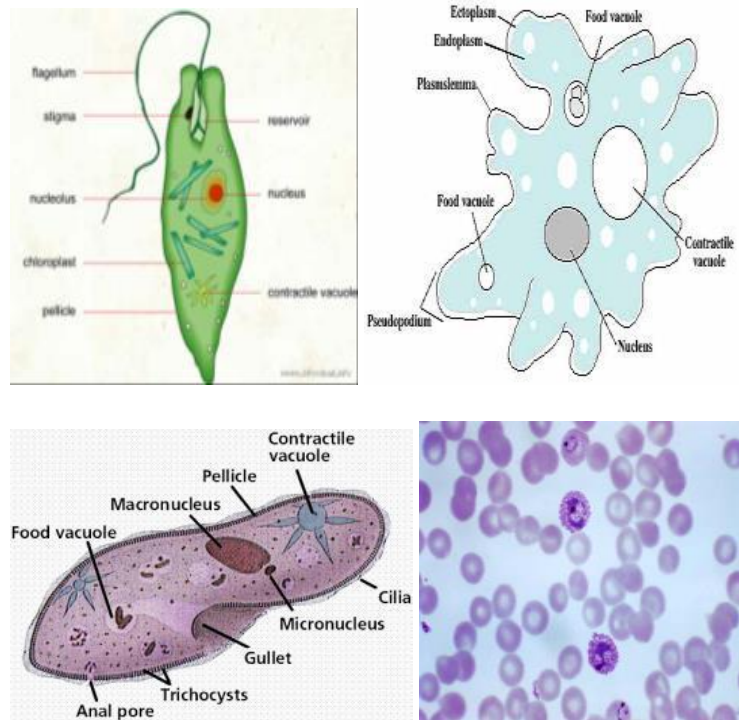 flagellum
stigma
reservoir
nucleolus
nucleus
chloroplast
contractile vacuole
pellicle
Ectoplasm
Endoplasm
Food vacuole
Plasmslemma
Food vacuole
Contractile
vacuole
Pseudopodium
Nucleus
Contractile
vacuole
Pellicle
Macronucleus
Food vacuole
Cilia
Micronucleus
Gullet
Trichocysts
Anal pore